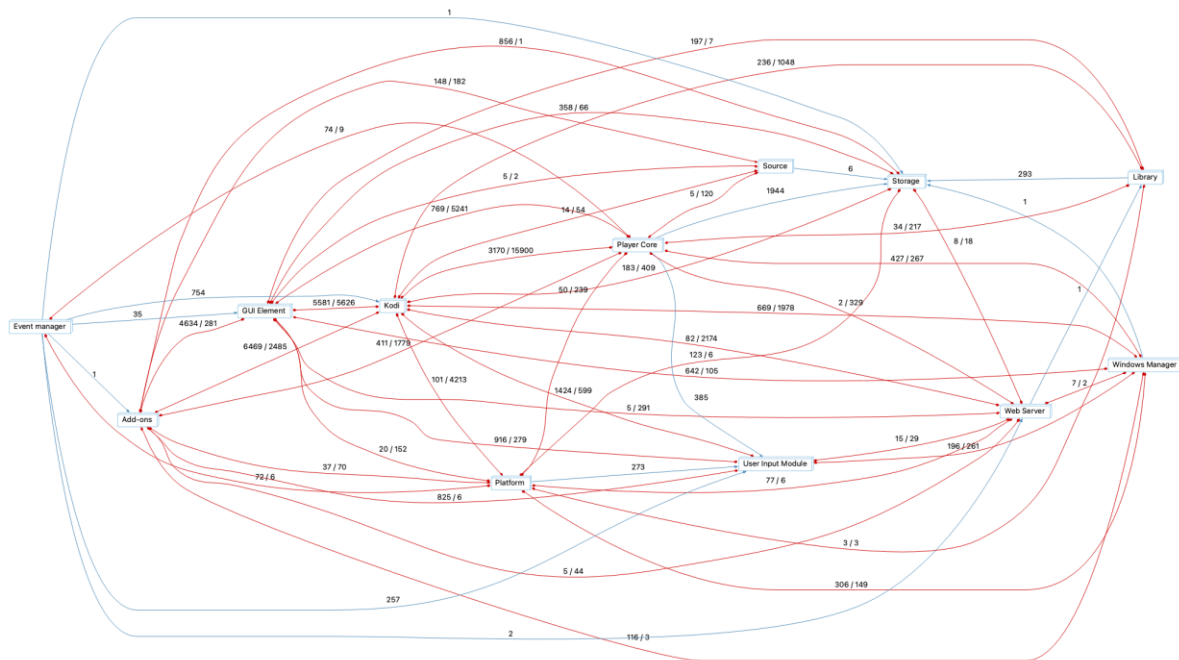 1
856 / 1
197 / 7
236 / 1048
148 / 182
358 / 66
74 / 9
Source
6
Storage
293
Library
5 / 2
5 / 120
1944
1
769 / 5241
14 / 54
34 / 217
Player Core
3170 / 15900
183 / 409
8 / 18
427 / 267
754
50 / 239
1
35
GUI Element
5581 / 5626
Kodi
2 / 329
669 / 1978
Event manager
4634 / 281
6469 / 2485
411 / 1779
82 / 2174
123 / 6
Windows Manager
1
101 / 4213
1424 / 599
642 / 105
7 / 2
385
Add-ons
5 / 291
Web Server
916 / 279
15 / 29
20 / 152
196 / 261
37 / 70
273
User Input Module
72 / 6
Platform
77 / 6
825 / 6
3 / 3
5 / 44
306 / 149
257
2
116 / 3